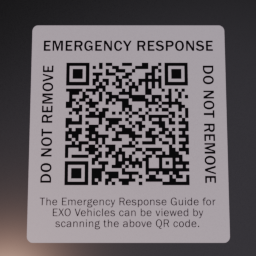 EMERGENCY RESPONSE
DO NOT REMOVE
DO NOT REMOVE
The Emergency Response Guide for
EXO Vehicles can be viewed by
scanning the above QR code.